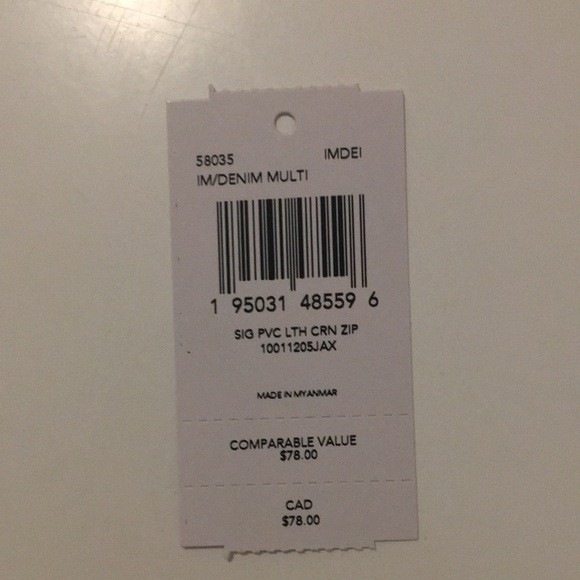 58035 IMDEI
IM/DENIM MULTI
1 95031 48559 6
SIG PVC LTH CRN ZIP
10011205JAX
MADE IN MYANMAR
COMPARABLE VALUE
$78.00
CAD
$78.00